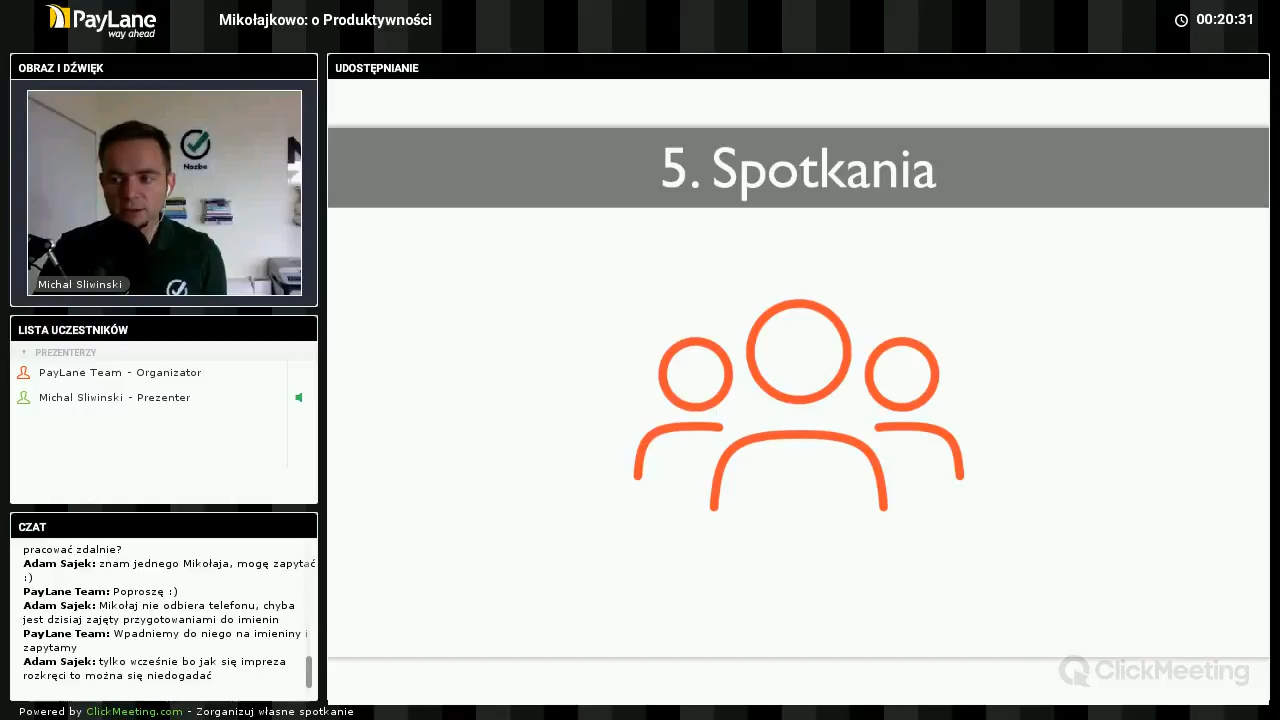 PayLane
way ahead
Mikołajkowo: o Produktywności
00:20:31
OBRAZ I DŹWIĘK
Nozbe
Michal Sliwinski
LISTA UCZESTNIKÓW
PREZENTERZY
PayLane Team - Organizator
Michal Sliwinski - Prezenter
CZAT
pracować zdalnie?
Adam Sajek: znam jednego Mikołaja, mogę zapytać
:)
PayLane Team: Poproszę :)
Adam Sajek: Mikołaj nie odbiera telefonu, chyba
jest dzisiaj zajęty przygotowaniami do imienin
PayLane Team: Wpadniemy do niego na imieniny i
zapytamy
Adam Sajek: tylko wcześnie bo jak się impreza
rozkręci to można się niedogadać
Powered by ClickMeeting.com - Zorganizuj własne spotkanie
UDOSTĘPNIANIE
5. Spotkania
ClickMeeting